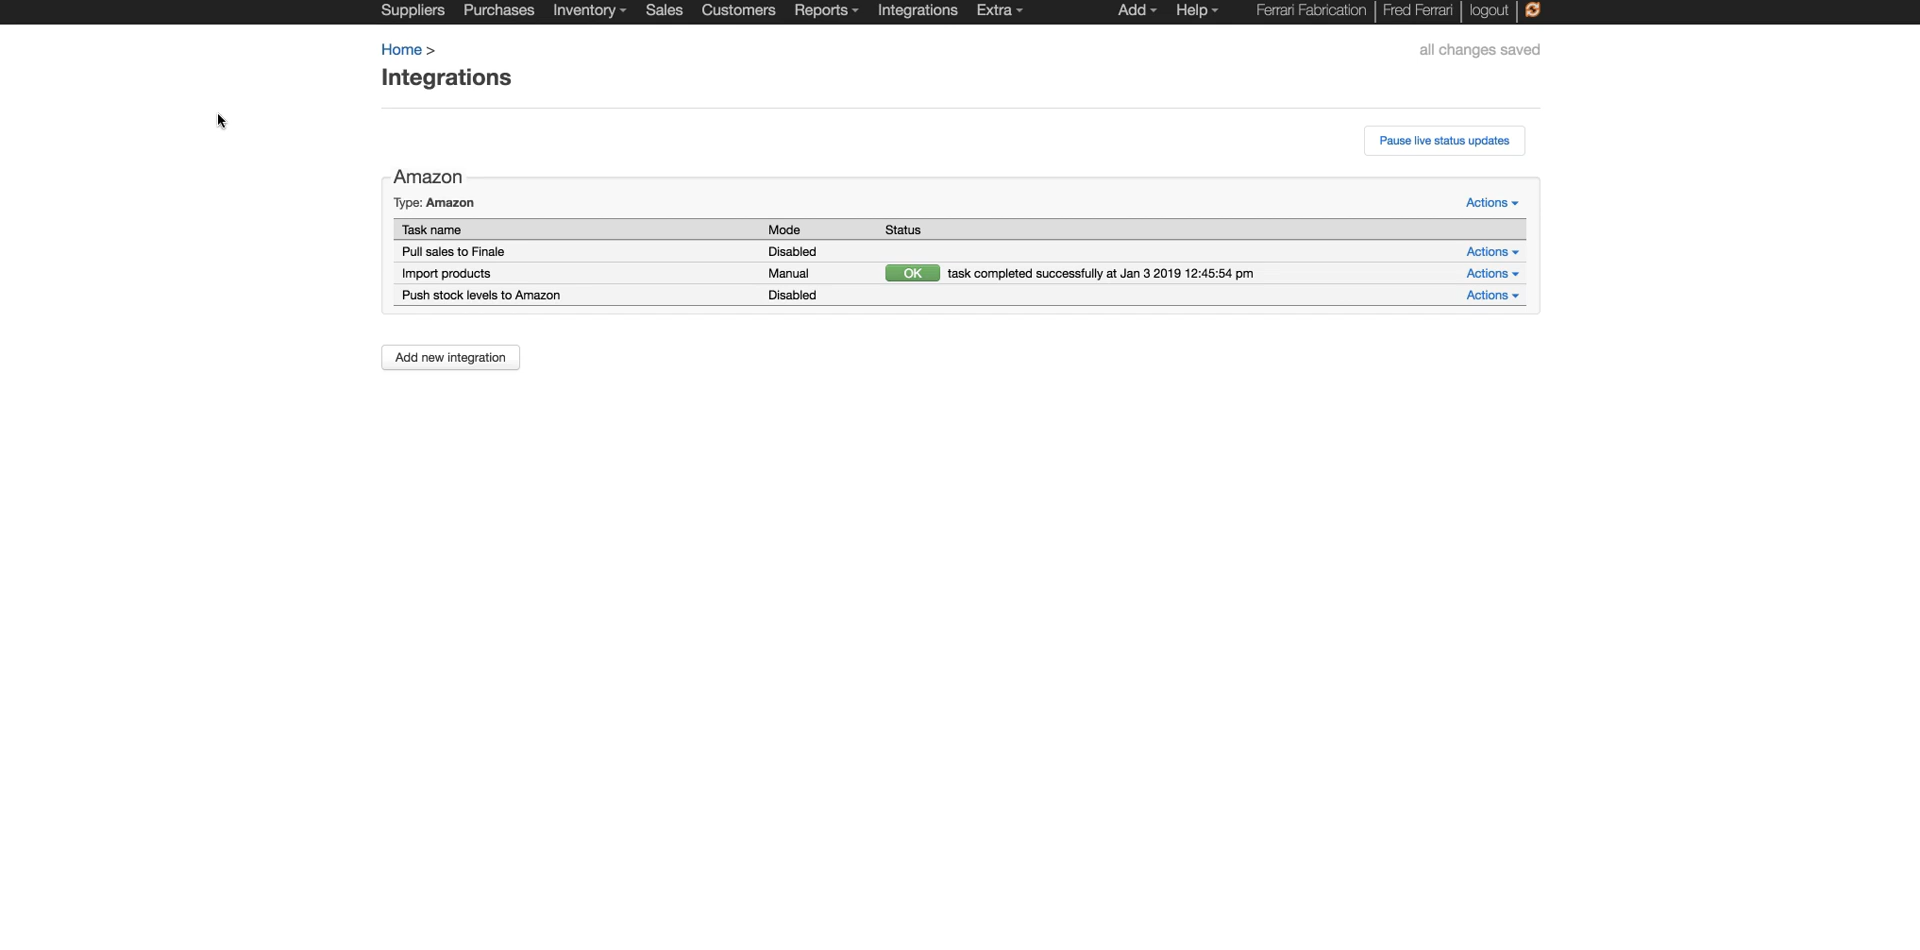 Suppliers Purchases Inventory Sales Customers Reports Integrations Extra Add Help Ferrari Fabrication Fred Ferrari logout
Home > all changes saved
Integrations
Pause live status updates
Amazon
Type: Amazon Actions
Task name Mode Status
Pull sales to Finale Disabled Actions
Import products Manual OK task completed successfully at Jan 3 2019 12:45:54 pm Actions
Push stock levels to Amazon Disabled Actions
Add new integration